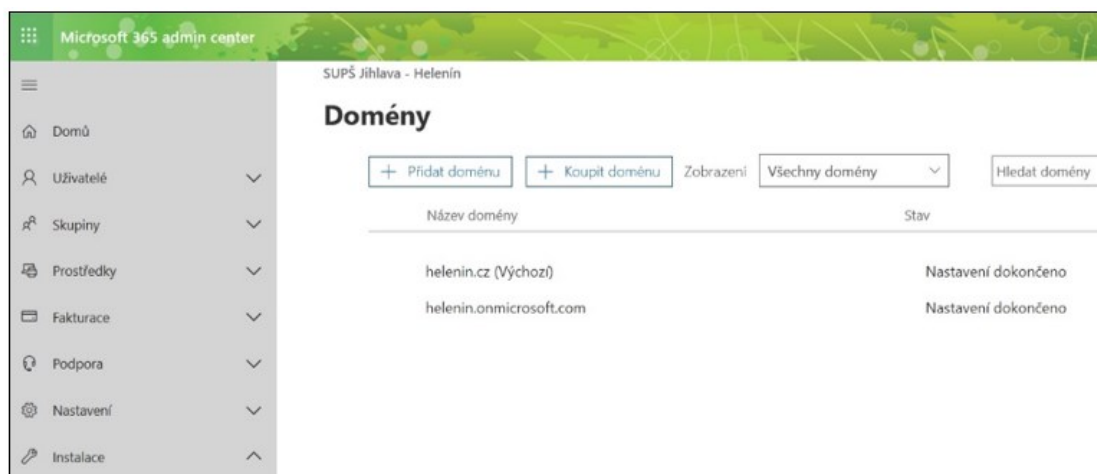 Microsoft 365 admin center
SUPŠ Jihlava - Helenín
Domény
Domů
Uživatelé
Skupiny
Prostředky
Fakturace
Podpora
Nastavení
Instalace
+ Přidat doménu + Koupit doménu Zobrazení Všechny domény Hledat domény
Název domény Stav
helenin.cz (Výchozí) Nastavení dokončeno
helenin.onmicrosoft.com Nastavení dokončeno